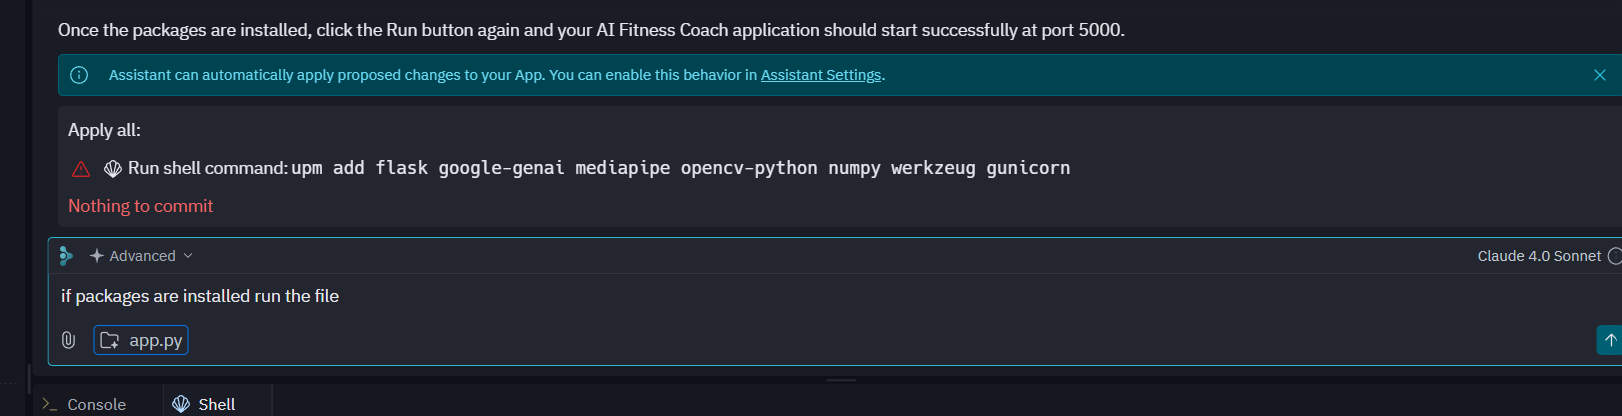 Once the packages are installed, click the Run button again and your AI Fitness Coach application should start successfully at port 5000.
Assistant can automatically apply proposed changes to your App. You can enable this behavior in Assistant Settings.
Apply all:
Run shell command: upm add flask google-genai mediapipe opencv-python numpy werkzeug gunicorn
Nothing to commit
Advanced
Claude 4.0 Sonnet
if packages are installed run the file
app.py
Console
Shell